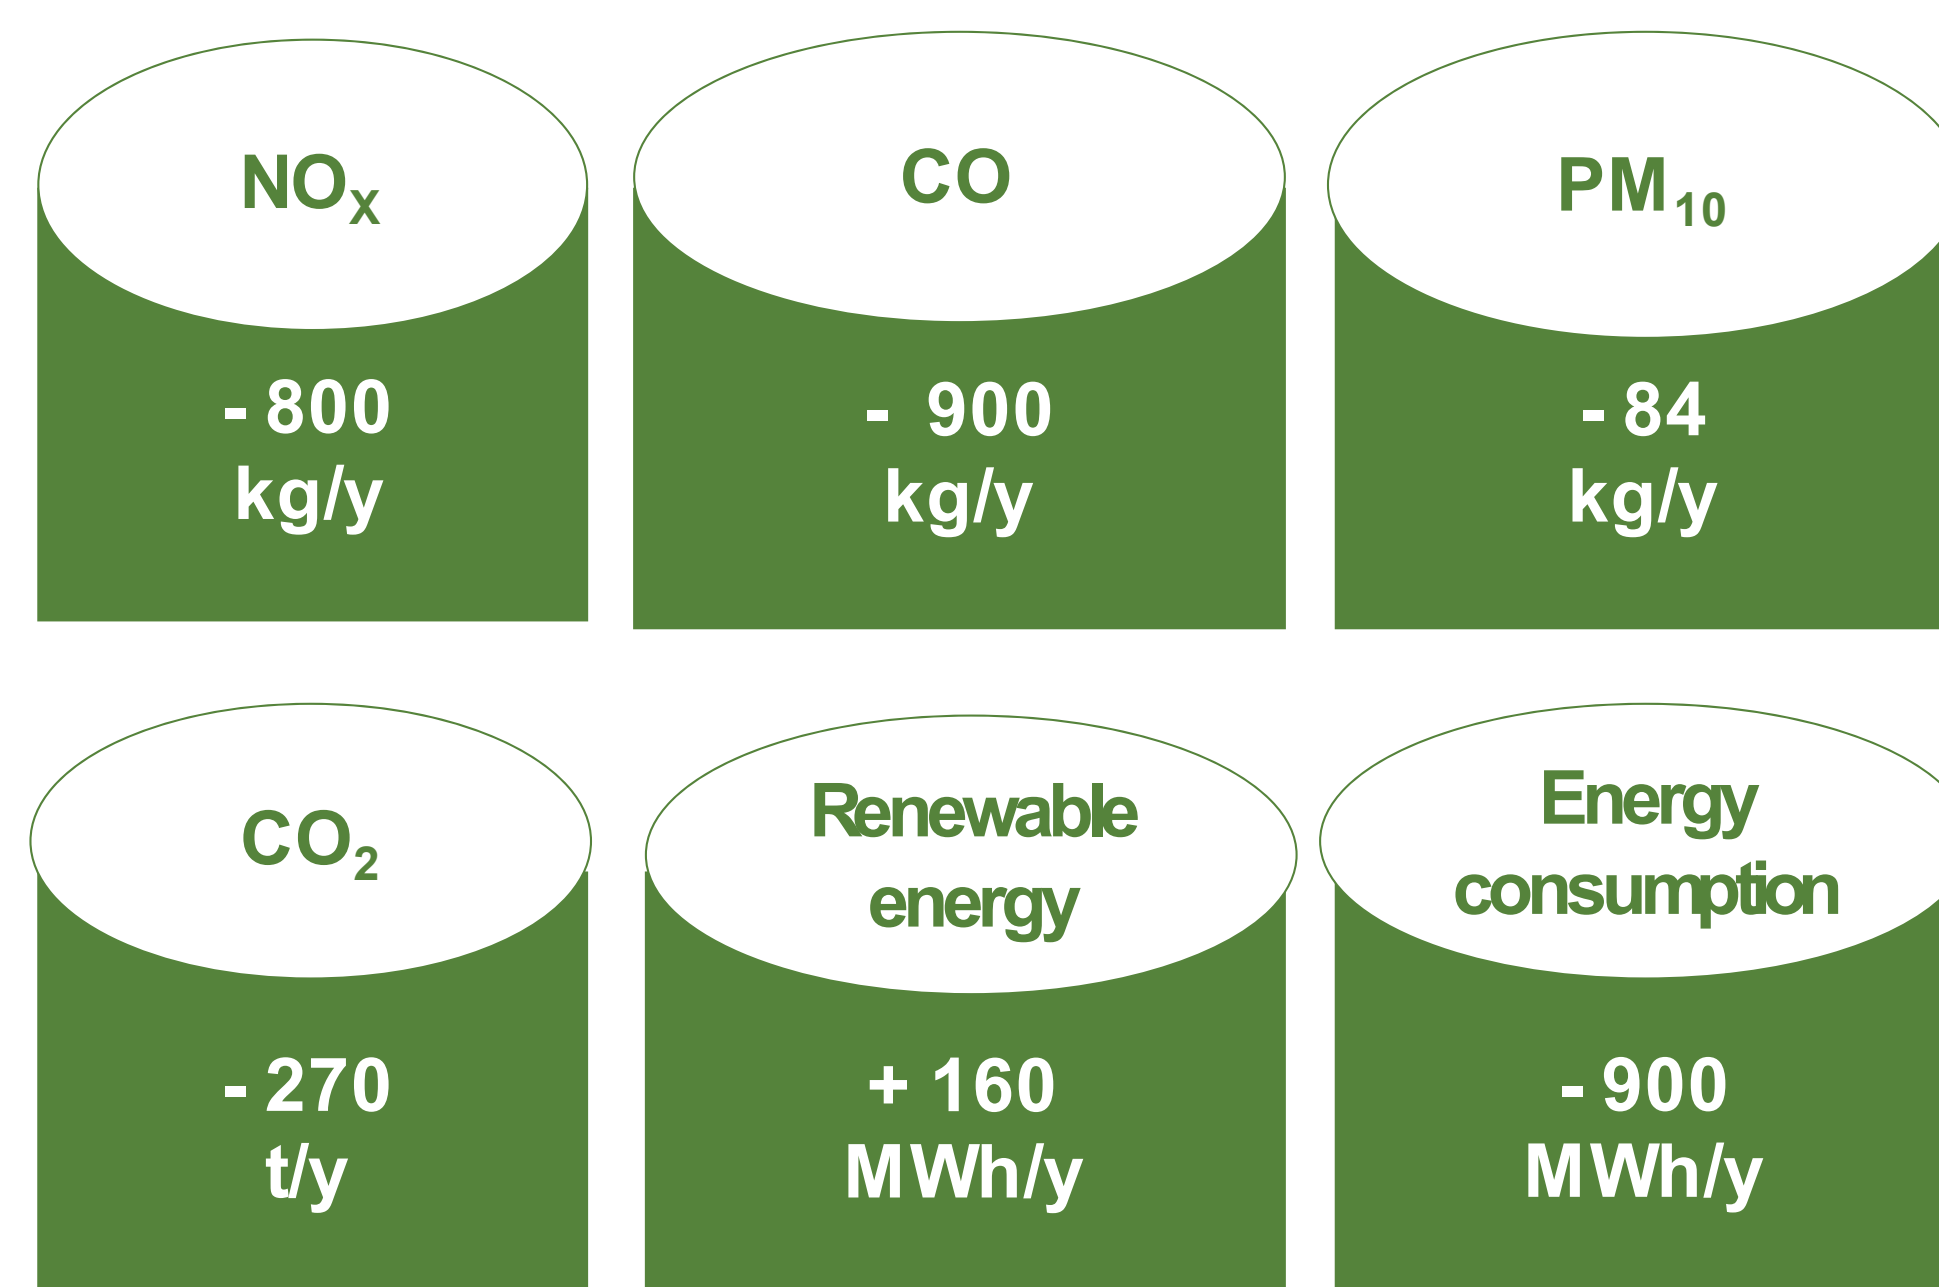 NOX
CO
PM10
- 800
kg/y
- 900
kg/y
- 84
kg/y
CO2
Renewable
energy
Energy
consumption
- 270
t/y
+ 160
MWh/y
- 900
MWh/y